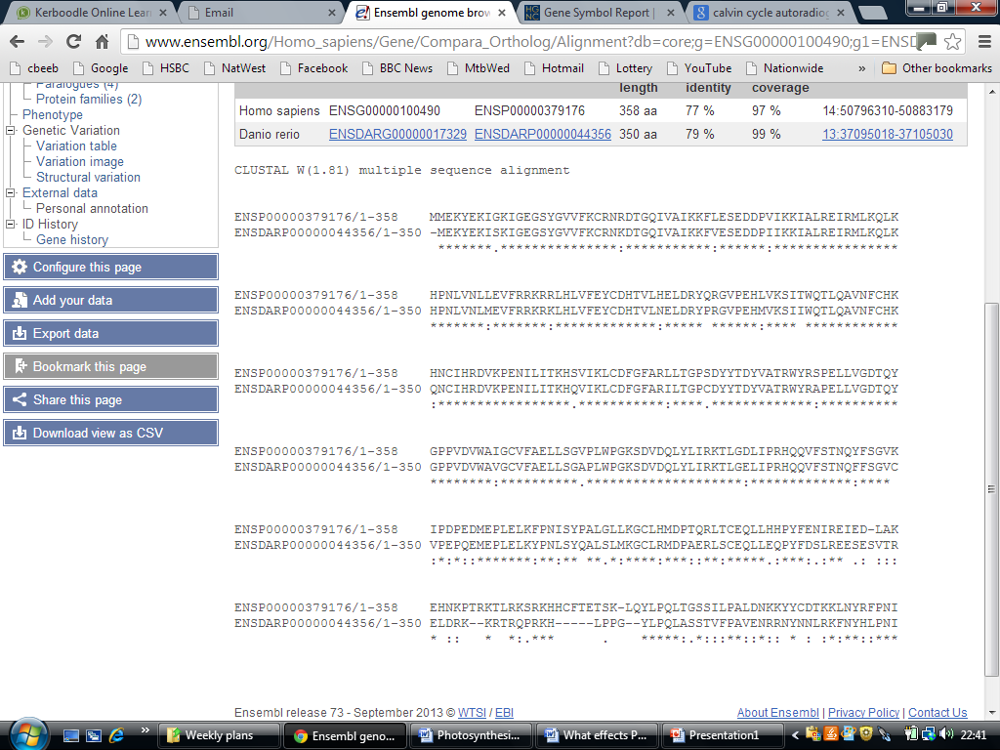 Kerboodle Online Lear
Email
Ensembl genome brow
Gene Symbol Report |
calvin cycle autoradiog
www.ensembl.org/Homo_sapiens/Gene/Compara_Ortholog/Alignment?db=core;g=ENSG00000100490;g1=ENSD
cbeeb Google HSBC NatWest Facebook BBC News MtbWed Hotmail Lottery YouTube Nationwide » Other bookmarks
Paralogues (4)
Protein families (2)
Phenotype
Genetic Variation
Variation table
Variation image
Structural variation
External data
Personal annotation
ID History
Gene history
Configure this page
Add your data
Export data
Bookmark this page
Share this page
Download view as CSV
length identity coverage
Homo sapiens ENSG00000100490 ENSP00000379176 358 aa 77 % 97 % 14:50796310-50883179
Danio rerio ENSDARG00000017329 ENSDARP00000044356 350 aa 79 % 99 % 13:37095018-37105030
CLUSTAL W(1.81) multiple sequence alignment
ENSP00000379176/1-358 MMEKYEKIGKIGEGSYGVVFKCRNRDTGQIVAIKKFLESEDDPVIKKIALREIRMLKQLK
ENSDARP00000044356/1-350 -MEKYEKISKIGEGSYGVVFKCRNKDTGQIVAIKKFVESEDDPIIKKIALREIRMLKQLK
*******.***************:***********:******:****************
ENSP00000379176/1-358 HPNLVNLLEVFRRKRRLHLVFEYCDHTVLHELDRYQRGVPEHLVKSITWQTLQAVNFCHK
ENSDARP00000044356/1-350 HPNLVNLMEVFRRKRKLHLVFEYCDHTVLNELDRYPRGVPEHMVKSIIWQTLQAVNFCHK
*******:*******:*************:***** ******:**** ************
ENSP00000379176/1-358 HNCIHRDVKPENILITKHSVIKLCDFGFARLLTGPSDYYTDYVATRWYRSPELLVGDTQY
ENSDARP00000044356/1-350 QNCIHRDVKPENILITKHQVIKLCDFGFARILTGPCDYYTDYVATRWYRAPELLVGDTQY
:*****************.***********:****.*************:**********
ENSP00000379176/1-358 GPPVDVWAIGCVFAELLSGVPLWPGKSDVDQLYLIRKTLGDLIPRHQQVFSTNQYFSGVK
ENSDARP00000044356/1-350 GPPVDVWAVGCVFAELLSGAPLWPGKSDVDQLYLIRKTLGELIPRHQQVFSTNQFFSGVC
********:**********.********************:*************:****
ENSP00000379176/1-358 IPDPEDMEPLELKFPNISYPALGLLKGCLHMDPTQRLTCEQLLHHPYFENIREIED-LAK
ENSDARP00000044356/1-350 VPEPQEMEPLELKYPNLSYQALSLMKGCLRMDPAERLSCEQLLEQPYFDSLREESESVTR
:*:*::*******:**:** **.*:****:***::**:*****.:***:.:** .: :::
ENSP00000379176/1-358 EHNKPTRKTLRKSRKHHCFTETSK-LQYLPQLTGSSILPALDNKKYYCDTKKLNYRFPNI
ENSDARP00000044356/1-350 ELDRK--KRTRQPRKH-----LPPG--YLPQLASSTVFPAVENRRNYNNLRKFNYHLPNI
* :: * *:.*** . *****:.*:::**::*:: * : :*:**::***
Ensembl release 73 - September 2013 © WTSI / EBI
About Ensembl | Privacy Policy | Contact Us
» Weekly plans Ensembl geno... Photosynthesi... What effects P... Presentation1 22:41